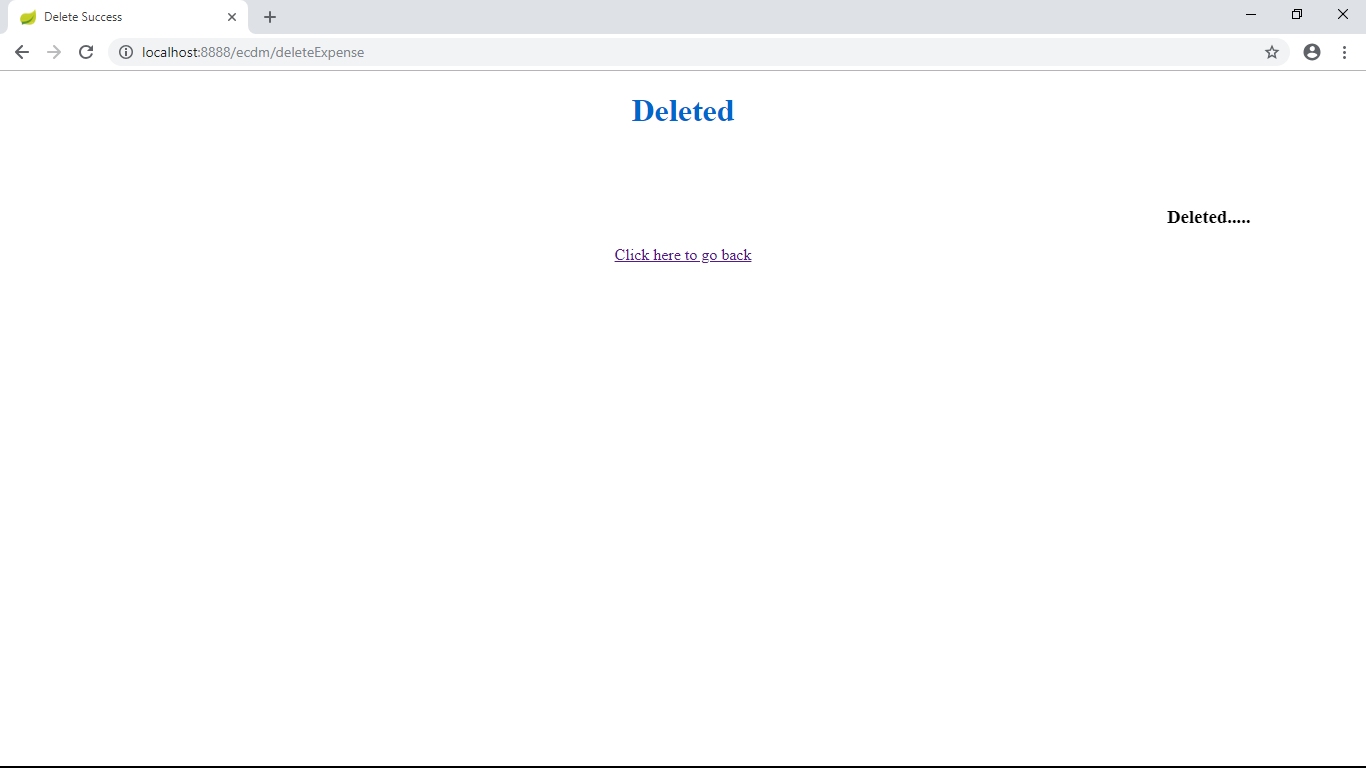 Delete Success
localhost:8888/ecdm/deleteExpense
Deleted
Deleted.....
Click here to go back